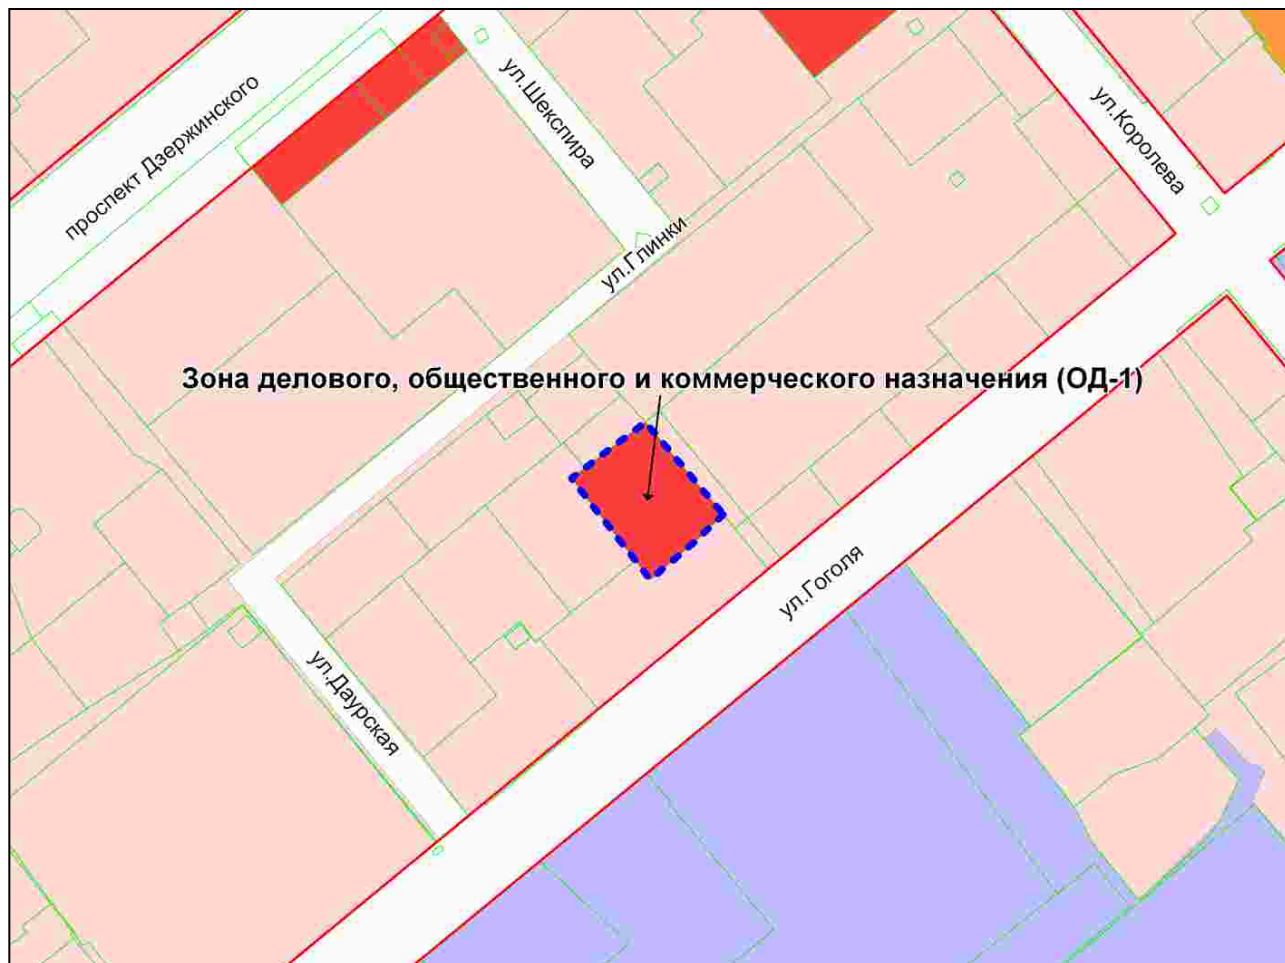 ул.Шекспира
проспект Дзержинского
ул.Королева
ул.Глинки
Зона делового, общественного и коммерческого назначения (ОД-1)
ул.Гоголя
ул.Даурская